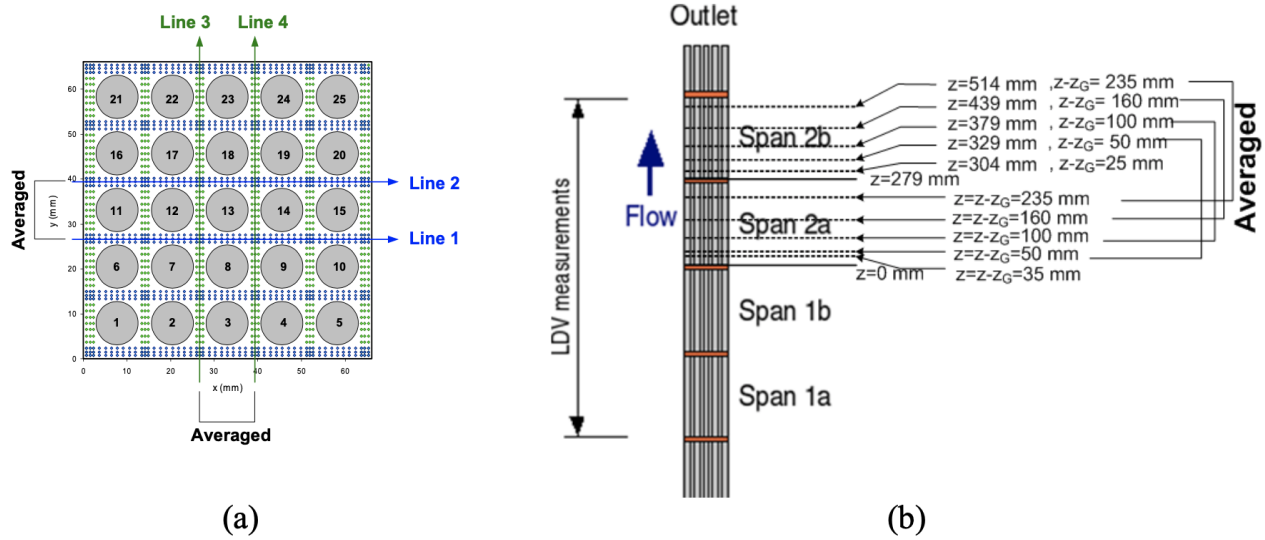 Line 3 Line 4
60
50
40
30
20
10
0
y (mm)
Averaged
21 22 23 24 25
16 17 18 19 20
Line 2
11 12 13 14 15
Line 1
6 7 8 9 10
1 2 3 4 5
0 10 20 30 40 50 60
x (mm)
Averaged
(a)
Outlet
z=514 mm ,z-zG= 235 mm
z=439 mm , z-zG= 160 mm
z=379 mm , z-zG=100 mm
z=329 mm , z-zG= 50 mm
z=304 mm , z-zG=25 mm
z=279 mm
z=z-zG=235 mm
z=z-zG=160 mm
z=z-zG=100 mm
z=z-zG=50 mm
z=0 mm z=z-zG=35 mm
Averaged
Span 2b
Flow
Span 2a
LDV measurements
Span 1b
Span 1a
(b)